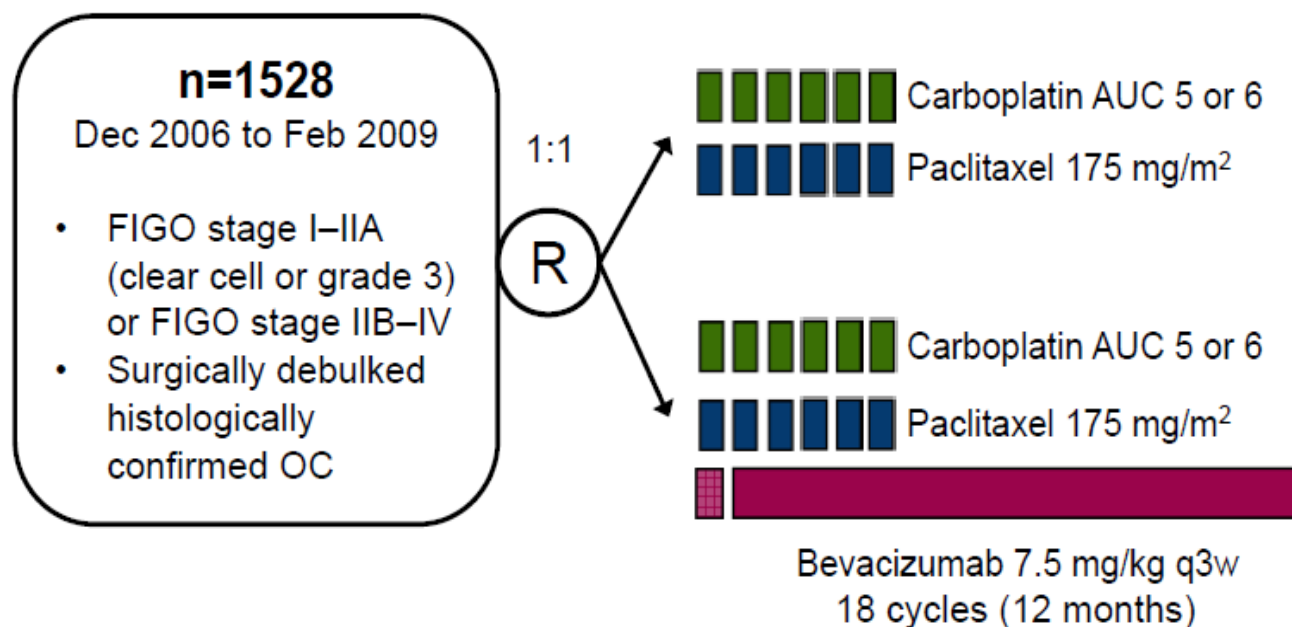 n=1528
Dec 2006 to Feb 2009
• FIGO stage I–IIA
(clear cell or grade 3)
or FIGO stage IIB–IV
• Surgically debulked
histologically
confirmed OC
1:1
R
Carboplatin AUC 5 or 6
Paclitaxel 175 mg/m²
Carboplatin AUC 5 or 6
Paclitaxel 175 mg/m²
Bevacizumab 7.5 mg/kg q3w
18 cycles (12 months)